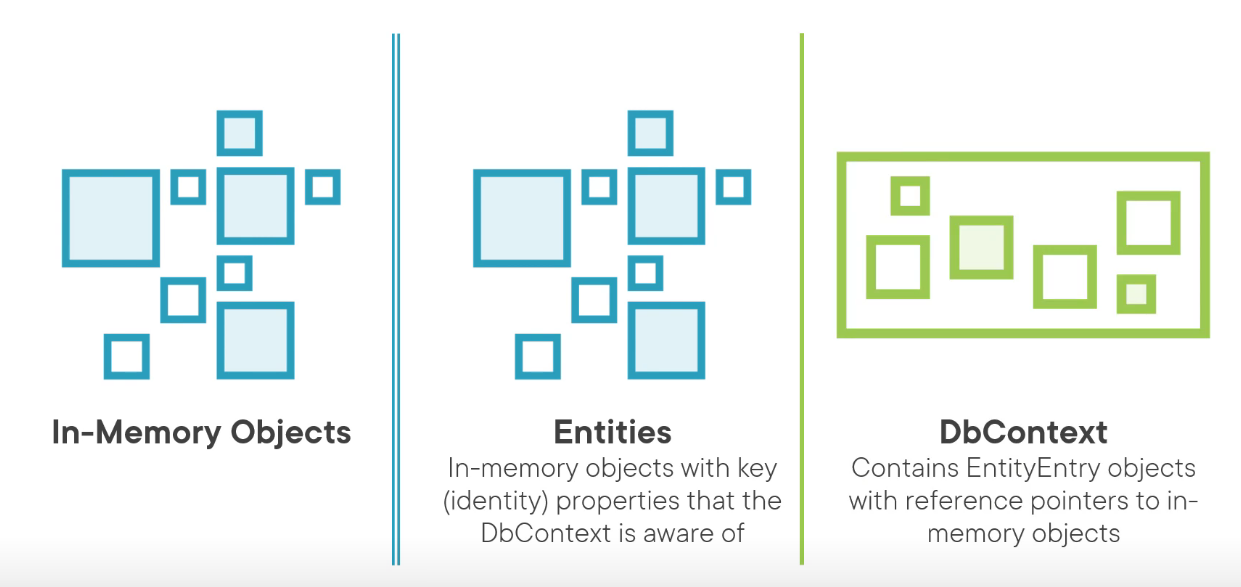 In-Memory Objects
Entities
In-memory objects with key
(identity) properties that the
DbContext is aware of
DbContext
Contains EntityEntry objects
with reference pointers to in-
memory objects